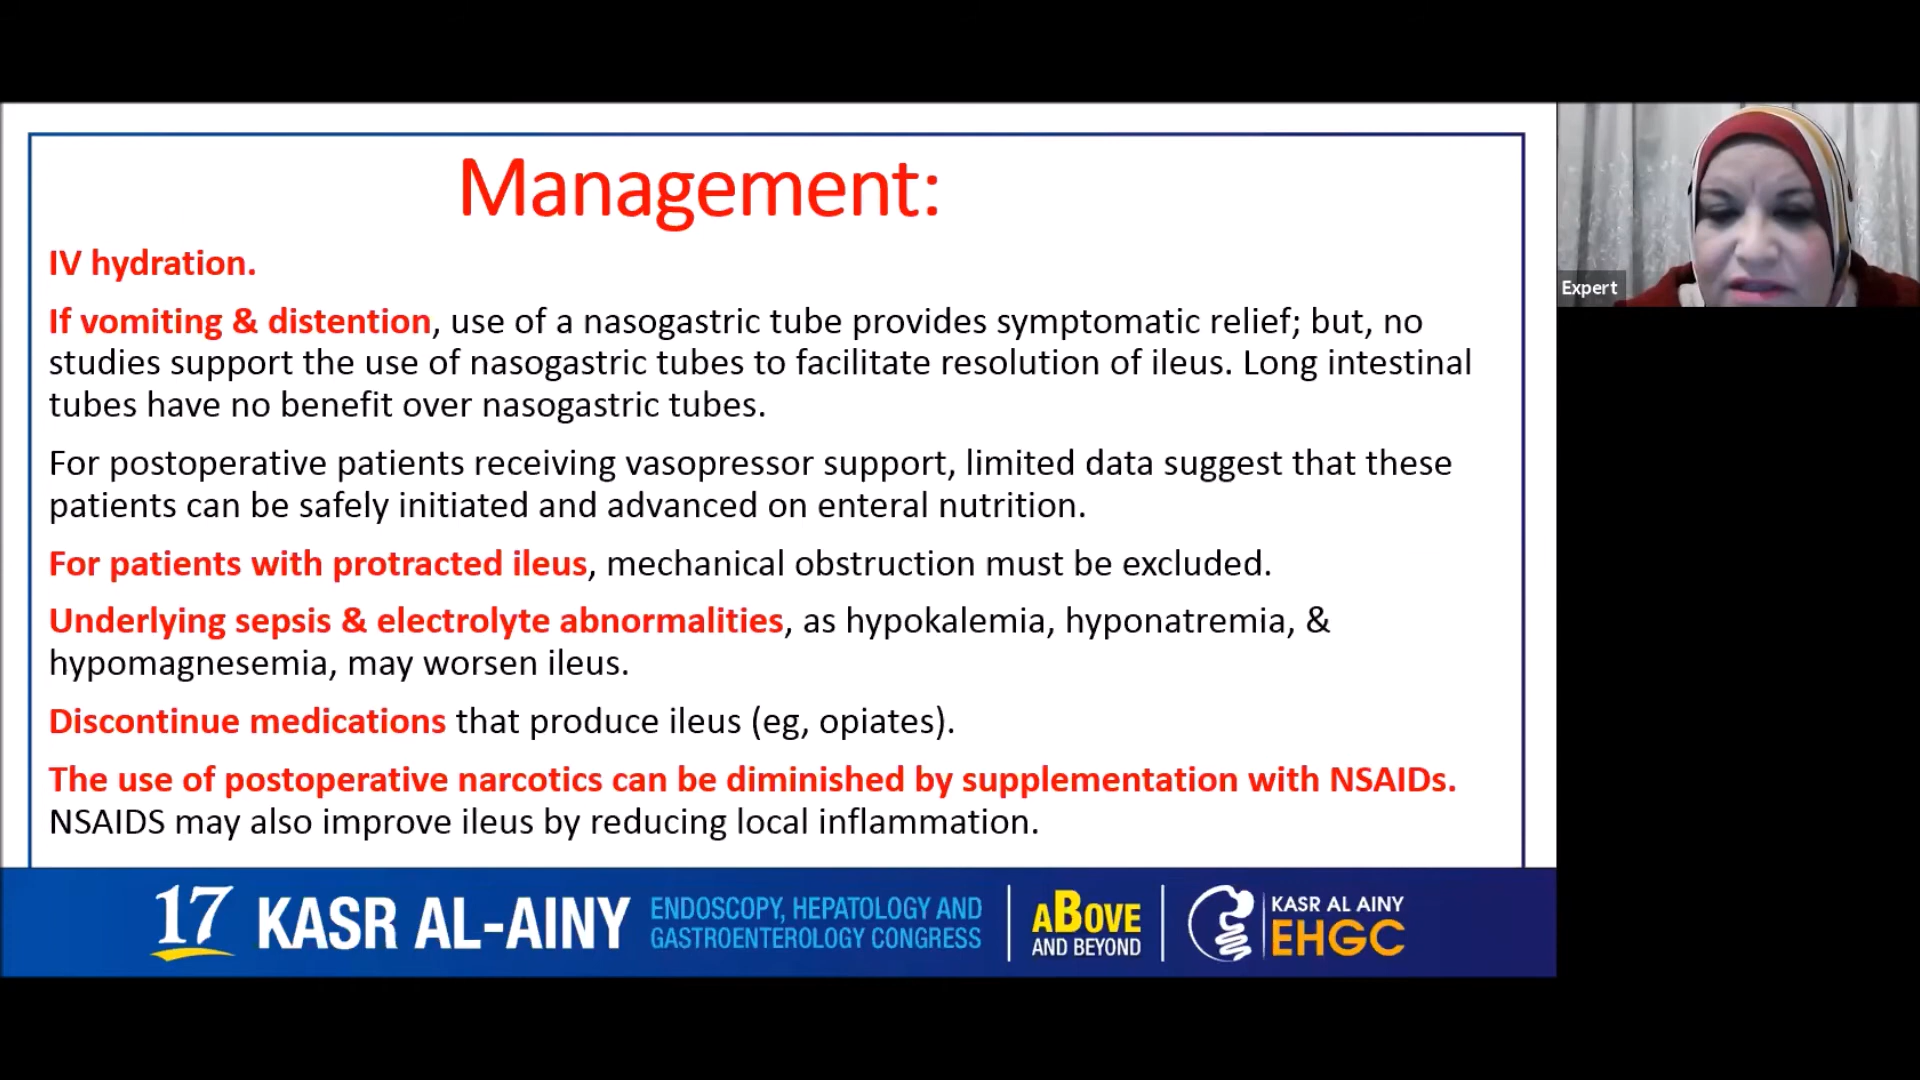 Management:
IV hydration.
If vomiting & distention, use of a nasogastric tube provides symptomatic relief; but, no
studies support the use of nasogastric tubes to facilitate resolution of ileus. Long intestinal
tubes have no benefit over nasogastric tubes.
For postoperative patients receiving vasopressor support, limited data suggest that these
patients can be safely initiated and advanced on enteral nutrition.
For patients with protracted ileus, mechanical obstruction must be excluded.
Underlying sepsis & electrolyte abnormalities, as hypokalemia, hyponatremia, &
hypomagnesemia, may worsen ileus.
Discontinue medications that produce ileus (eg, opiates).
The use of postoperative narcotics can be diminished by supplementation with NSAIDs.
NSAIDS may also improve ileus by reducing local inflammation.
Expert
17 KASR AL-AINY
ENDOSCOPY, HEPATOLOGY AND
GASTROENTEROLOGY CONGRESS
ABOVE
AND BEYOND
KASR AL AINY
EHGC